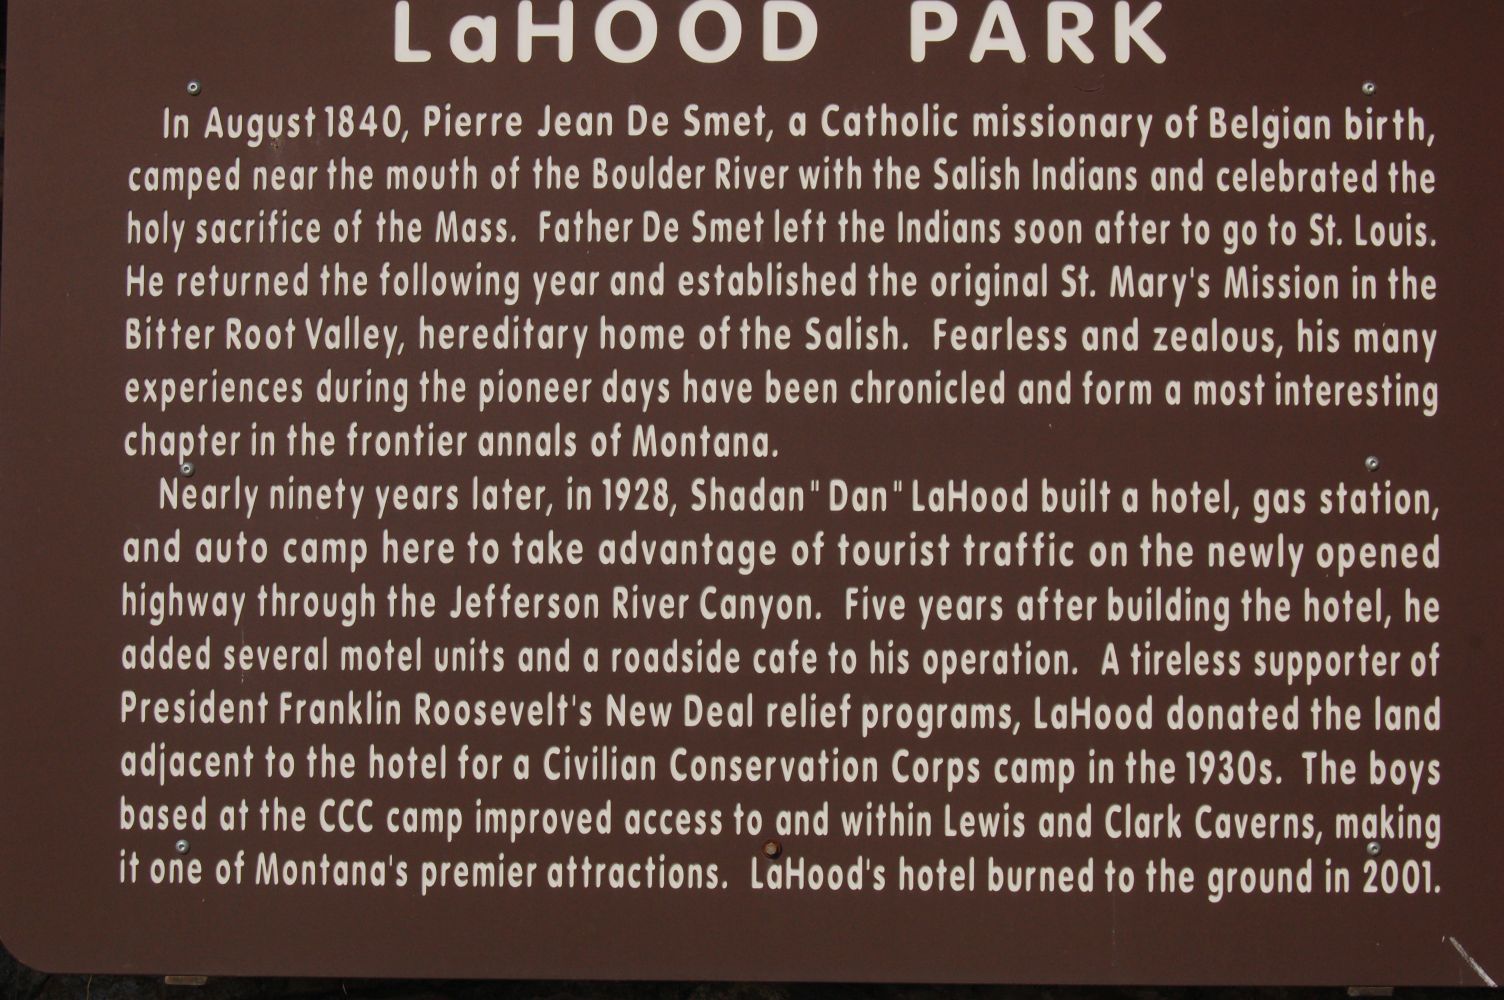 LaHOOD PARK
In August 1840, Pierre Jean De Smet, a Catholic missionary of Belgian birth,
camped near the mouth of the Boulder River with the Salish Indians and celebrated the
holy sacrifice of the Mass. Father De Smet left the Indians soon after to go to St. Louis.
He returned the following year and established the original St. Mary's Mission in the
Bitter Root Valley, hereditary home of the Salish. Fearless and zealous, his many
experiences during the pioneer days have been chronicled and form a most interesting
chapter in the frontier annals of Montana.
Nearly ninety years later, in 1928, Shadan "Dan" LaHood built a hotel, gas station,
and auto camp here to take advantage of tourist traffic on the newly opened
highway through the Jefferson River Canyon. Five years after building the hotel, he
added several motel units and a roadside cafe to his operation. A tireless supporter of
President Franklin Roosevelt's New Deal relief programs, LaHood donated the land
adjacent to the hotel for a Civilian Conservation Corps camp in the 1930s. The boys
based at the CCC camp improved access to and within Lewis and Clark Caverns, making
it one of Montana's premier attractions. LaHood's hotel burned to the ground in 2001.